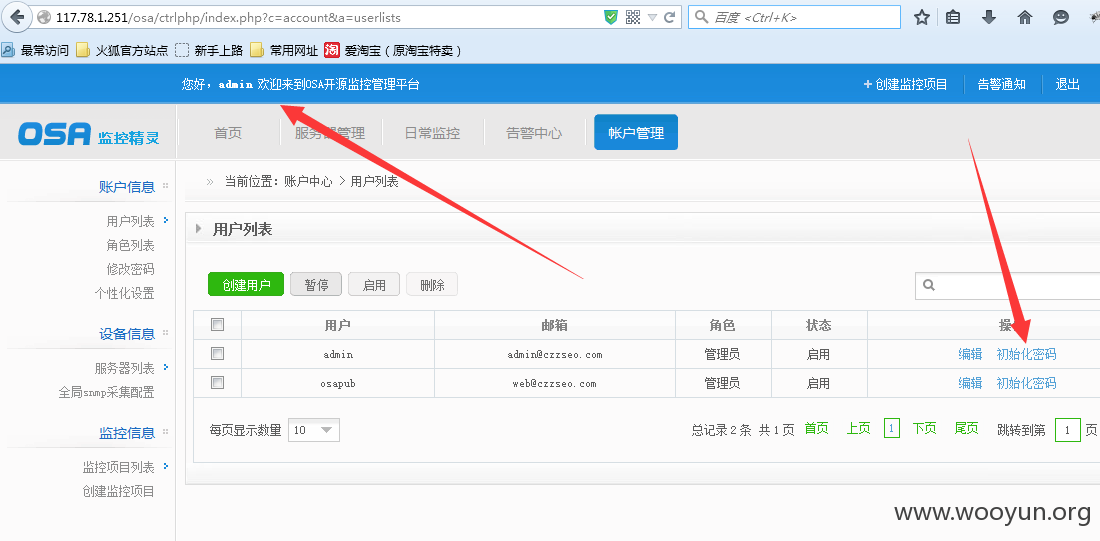 117.78.1.251/osa/ctrlphp/index.php?c=account&a=userlists
百度 <Ctrl+K>
最常访问 火狐官方站点 新手上路 常用网址 淘 爱淘宝（原淘宝特卖）
您好，admin 欢迎来到OSA开源监控管理平台
+ 创建监控项目 告警通知 退出
OSA 监控精灵
首页 服务器管理 日常监控 告警中心 帐户管理
账户信息
用户列表
角色列表
修改密码
个性化设置
设备信息
服务器列表
全局snmp采集配置
监控信息
监控项目列表
创建监控项目
» 当前位置：账户中心 > 用户列表
用户列表
创建用户 暂停 启用 删除
用户 邮箱 角色 状态 操
admin admin@czzseo.com 管理员 启用 编辑 初始化密码
osapub web@czzseo.com 管理员 启用 编辑 初始化密码
每页显示数量 10
总记录2条 共1页 首页 上页 1 下页 尾页 跳转到第 1 页
www.wooyun.org